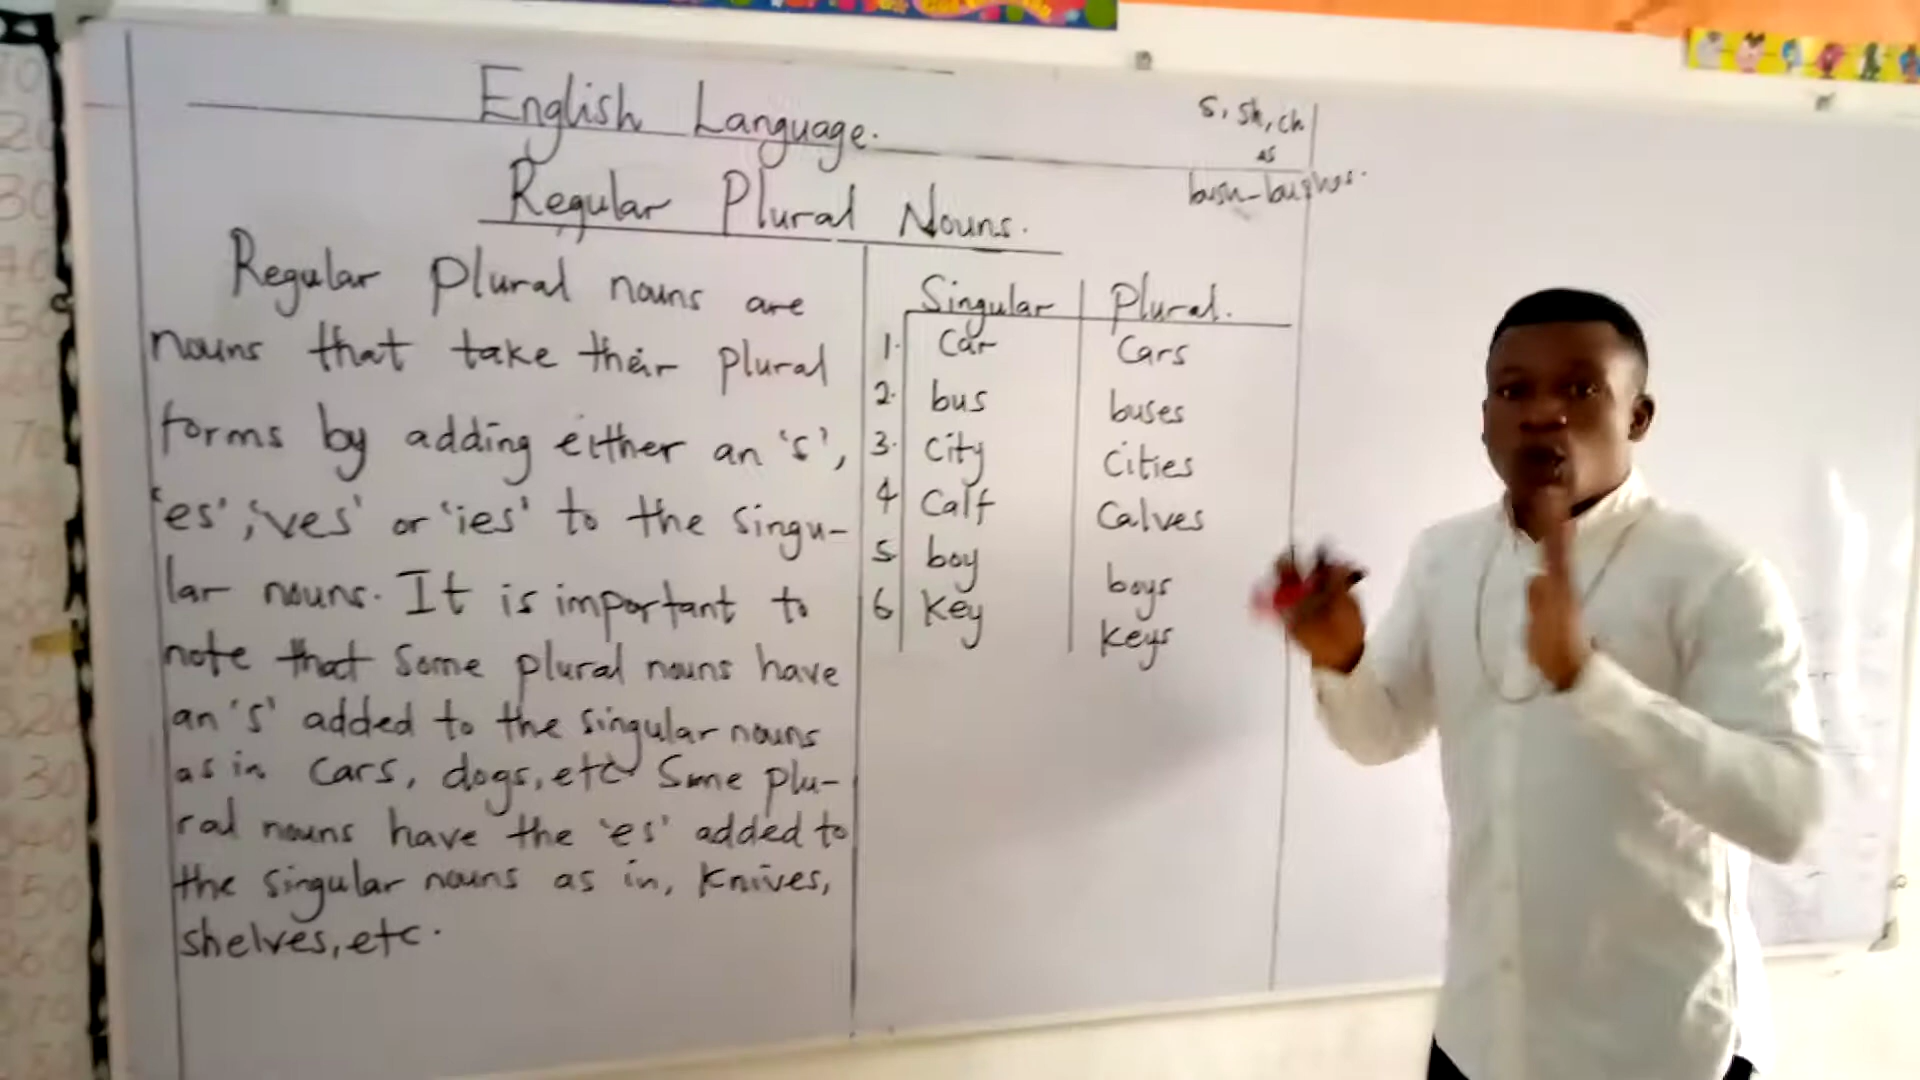 English Language.
s, sh, ch
as
bush-bushes.
Regular Plural Nouns.
Regular plural nouns are
nouns that take their plural
forms by adding either an 's',
'es', 'ves' or 'ies' to the singu-
lar nouns. It is important to
note that Some plural nouns have
an 's' added to the singular nouns
as in cars, dogs, etc Some plu-
ral nouns have the 'es' added to
the singular nouns as in, knives,
shelves, etc.
Singular Plural.
1. Car Cars
2. bus buses
3. City Cities
4 Calf Calves
5 boy boys
6 Key keys